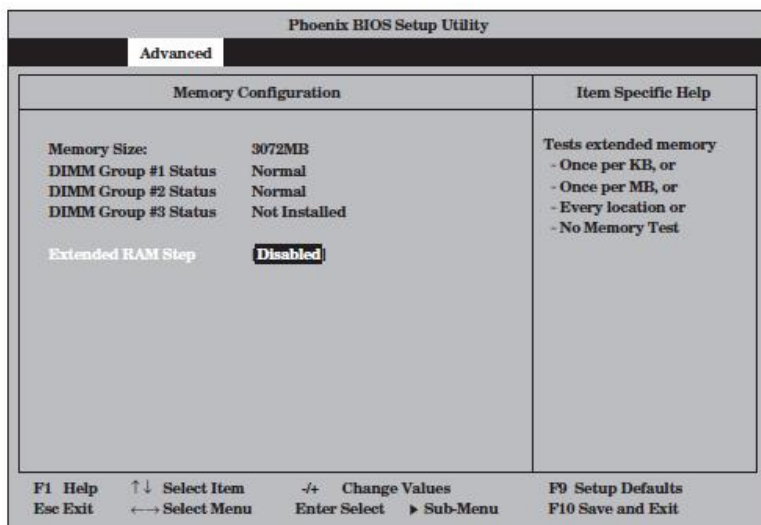 Phoenix BIOS Setup Utility
Advanced
Memory Configuration
Item Specific Help
Memory Size: 3072MB
DIMM Group #1 Status Normal
DIMM Group #2 Status Normal
DIMM Group #3 Status Not Installed
Extended RAM Step [Disabled]
Tests extended memory
- Once per KB, or
- Once per MB, or
- Every location or
- No Memory Test
F1 Help ↑↓ Select Item -/+ Change Values F9 Setup Defaults
Esc Exit ←→ Select Menu Enter Select ▶ Sub-Menu F10 Save and Exit